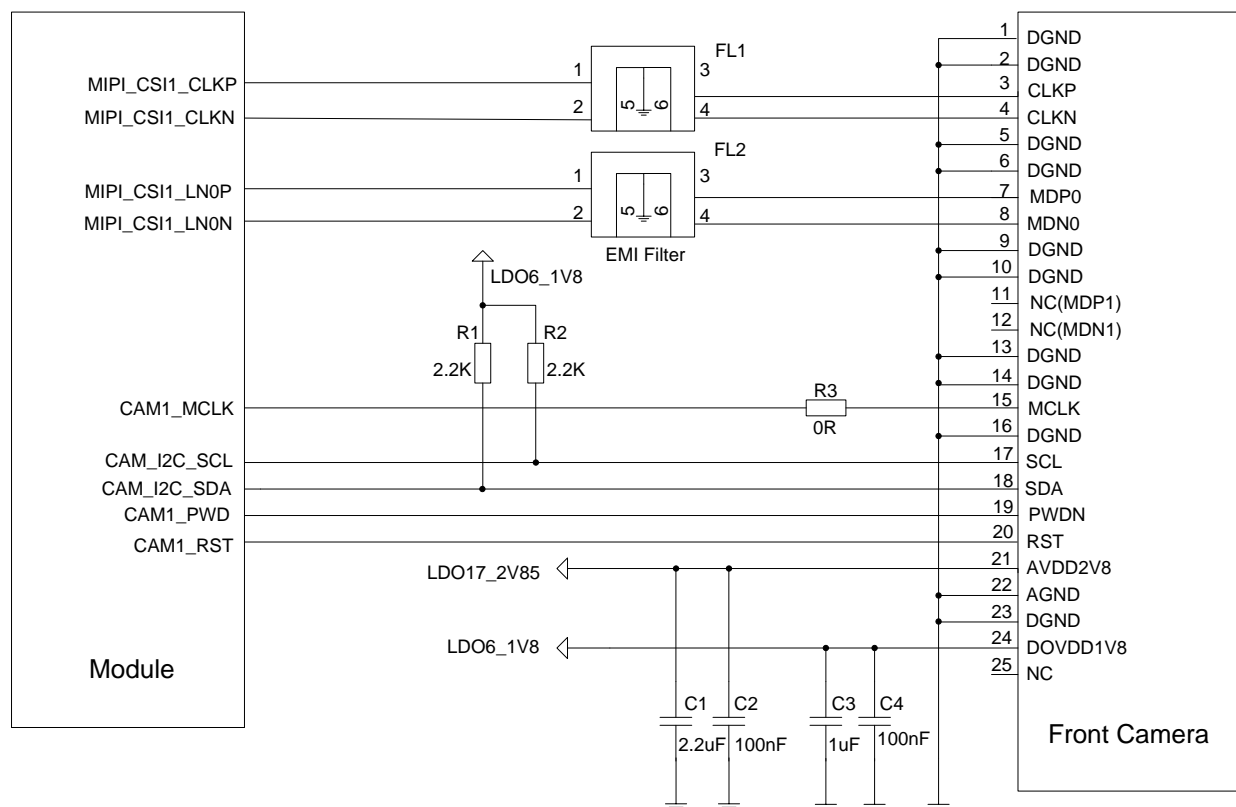 MIPI_CSI1_CLKP
MIPI_CSI1_CLKN
MIPI_CSI1_LN0P
MIPI_CSI1_LN0N
CAM1_MCLK
CAM_I2C_SCL
CAM_I2C_SDA
CAM1_PWD
CAM1_RST
Module
FL1
1
2
3
4
5
6
FL2
1
2
3
4
5
6
EMI Filter
LDO6_1V8
R1
2.2K
R2
2.2K
R3
0R
LDO17_2V85
LDO6_1V8
C1
2.2uF
C2
100nF
C3
1uF
C4
100nF
1 DGND
2 DGND
3 CLKP
4 CLKN
5 DGND
6 DGND
7 MDP0
8 MDN0
9 DGND
10 DGND
11 NC(MDP1)
12 NC(MDN1)
13 DGND
14 DGND
15 MCLK
16 DGND
17 SCL
18 SDA
19 PWDN
20 RST
21 AVDD2V8
22 AGND
23 DGND
24 DOVDD1V8
25 NC
Front Camera